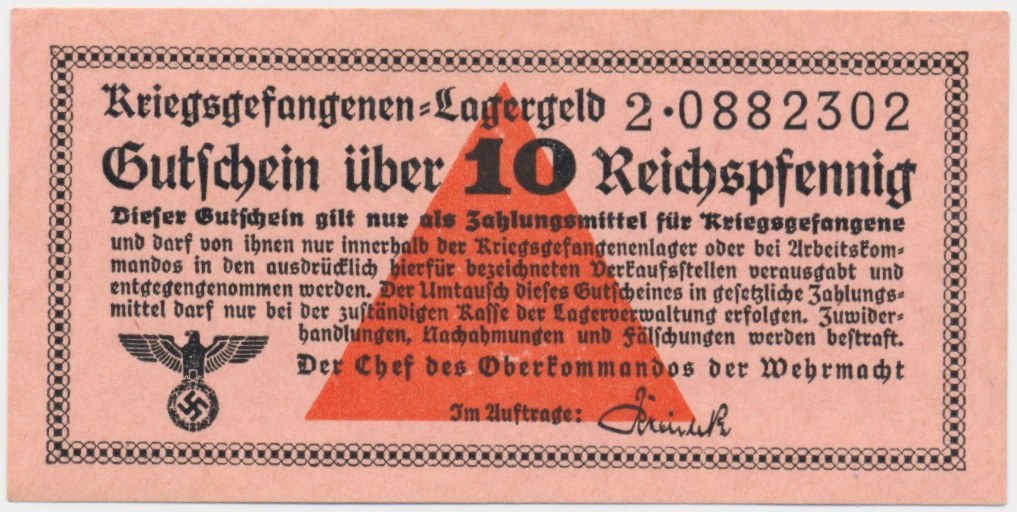 Kriegsgefangenen=Lagergeld 2·0882302
Gutschein über 10 Reichspfennig
Dieser Gutschein gilt nur als Zahlungsmittel für Kriegsgefangene
und darf von ihnen nur innerhalb der Kriegsgefangenenlager oder bei Arbeitskom=
mandos in den ausdrücklich hierfür bezeichneten Verkaufsstellen verausgabt und
entgegengenommen werden. Der Umtausch dieses Gutscheines in gesetzliche Zahlungs=
mittel darf nur bei der zuständigen Kasse der Lagerverwaltung erfolgen. Zuwider=
handlungen, Nachahmungen und Fälschungen werden bestraft.
Der Chef des Oberkommandos der Wehrmacht
Im Auftrage: